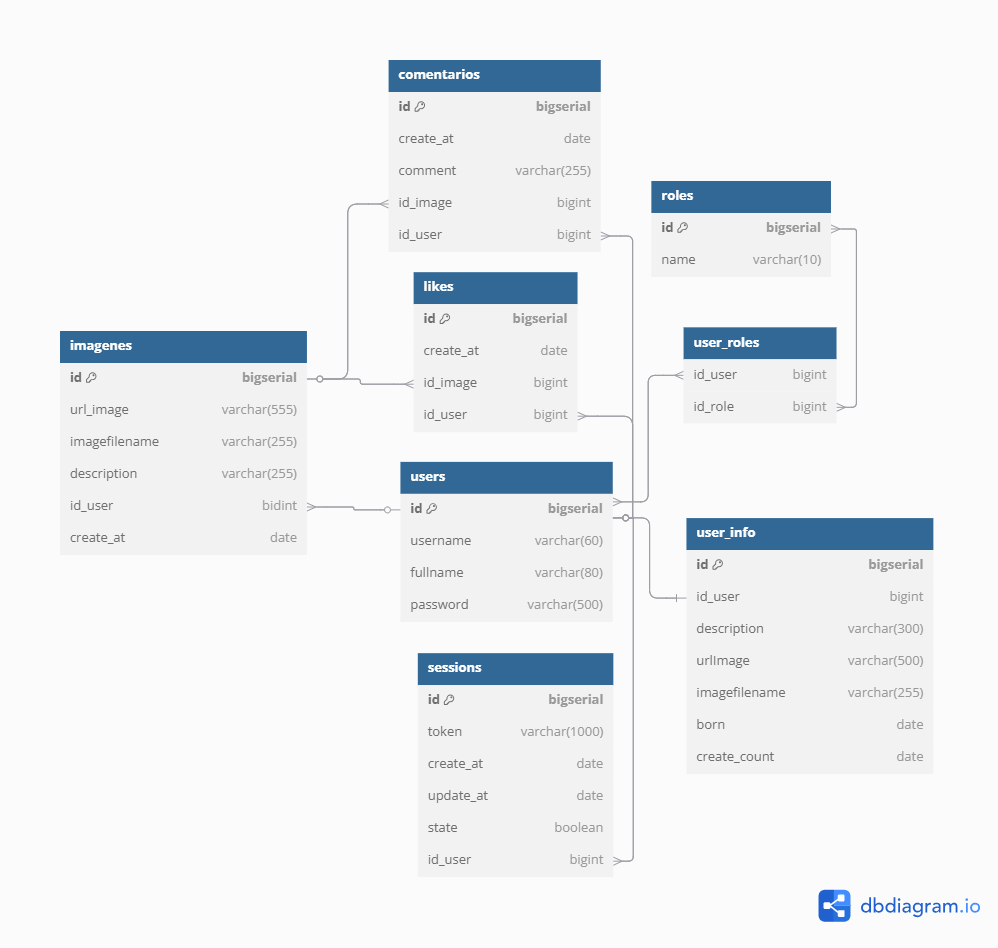 comentarios
id bigserial
create_at date
comment varchar(255)
id_image bigint
id_user bigint
roles
id bigserial
name varchar(10)
likes
id bigserial
create_at date
id_image bigint
id_user bigint
imagenes
id bigserial
url_image varchar(555)
imagefilename varchar(255)
description varchar(255)
id_user bidint
create_at date
user_roles
id_user bigint
id_role bigint
users
id bigserial
username varchar(60)
fullname varchar(80)
password varchar(500)
user_info
id bigserial
id_user bigint
description varchar(300)
urlImage varchar(500)
imagefilename varchar(255)
born date
create_count date
sessions
id bigserial
token varchar(1000)
create_at date
update_at date
state boolean
id_user bigint
dbdiagram.io